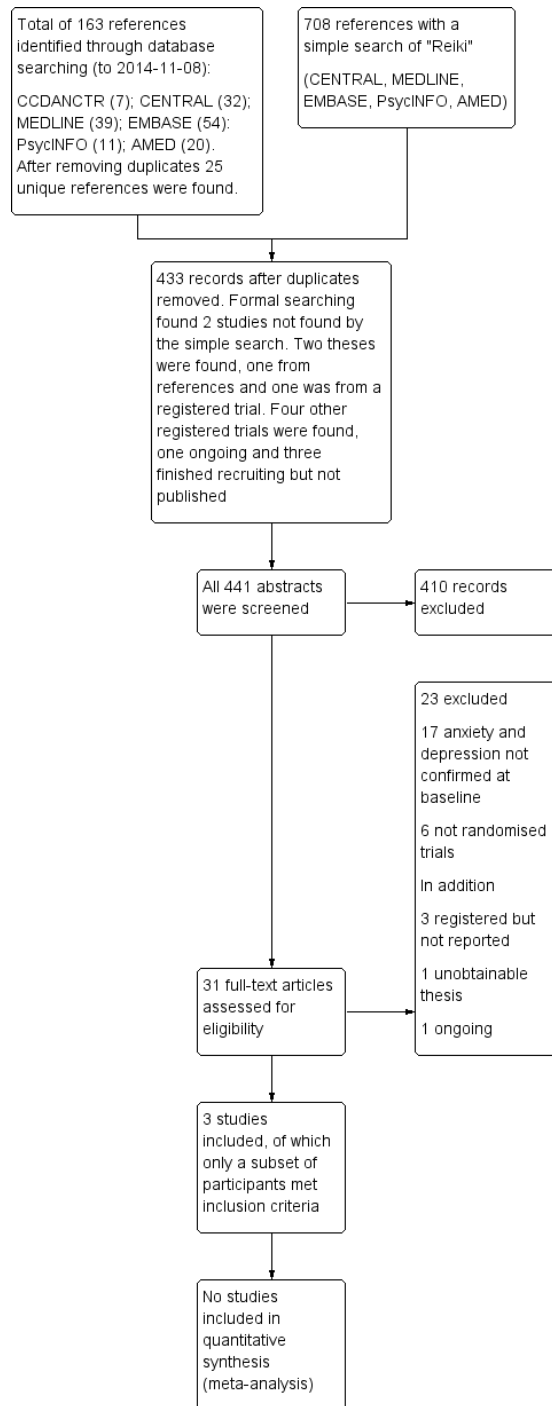 Total of 163 references
identified through database
searching (to 2014-11-08):
CCDANCTR (7); CENTRAL (32);
MEDLINE (39); EMBASE (54):
PsycINFO (11); AMED (20).
After removing duplicates 25
unique references were found.
708 references with a
simple search of "Reiki"
(CENTRAL, MEDLINE,
EMBASE, PsycINFO, AMED)
433 records after duplicates
removed. Formal searching
found 2 studies not found by
the simple search. Two theses
were found, one from
references and one was from a
registered trial. Four other
registered trials were found,
one ongoing and three
finished recruiting but not
published
All 441 abstracts
were screened
410 records
excluded
23 excluded
17 anxiety and
depression not
confirmed at
baseline
6 not randomised
trials
In addition
3 registered but
not reported
1 unobtainable
thesis
1 ongoing
31 full-text articles
assessed for
eligibility
3 studies
included, of which
only a subset of
participants met
inclusion criteria
No studies
included in
quantitative
synthesis
(meta-analysis)